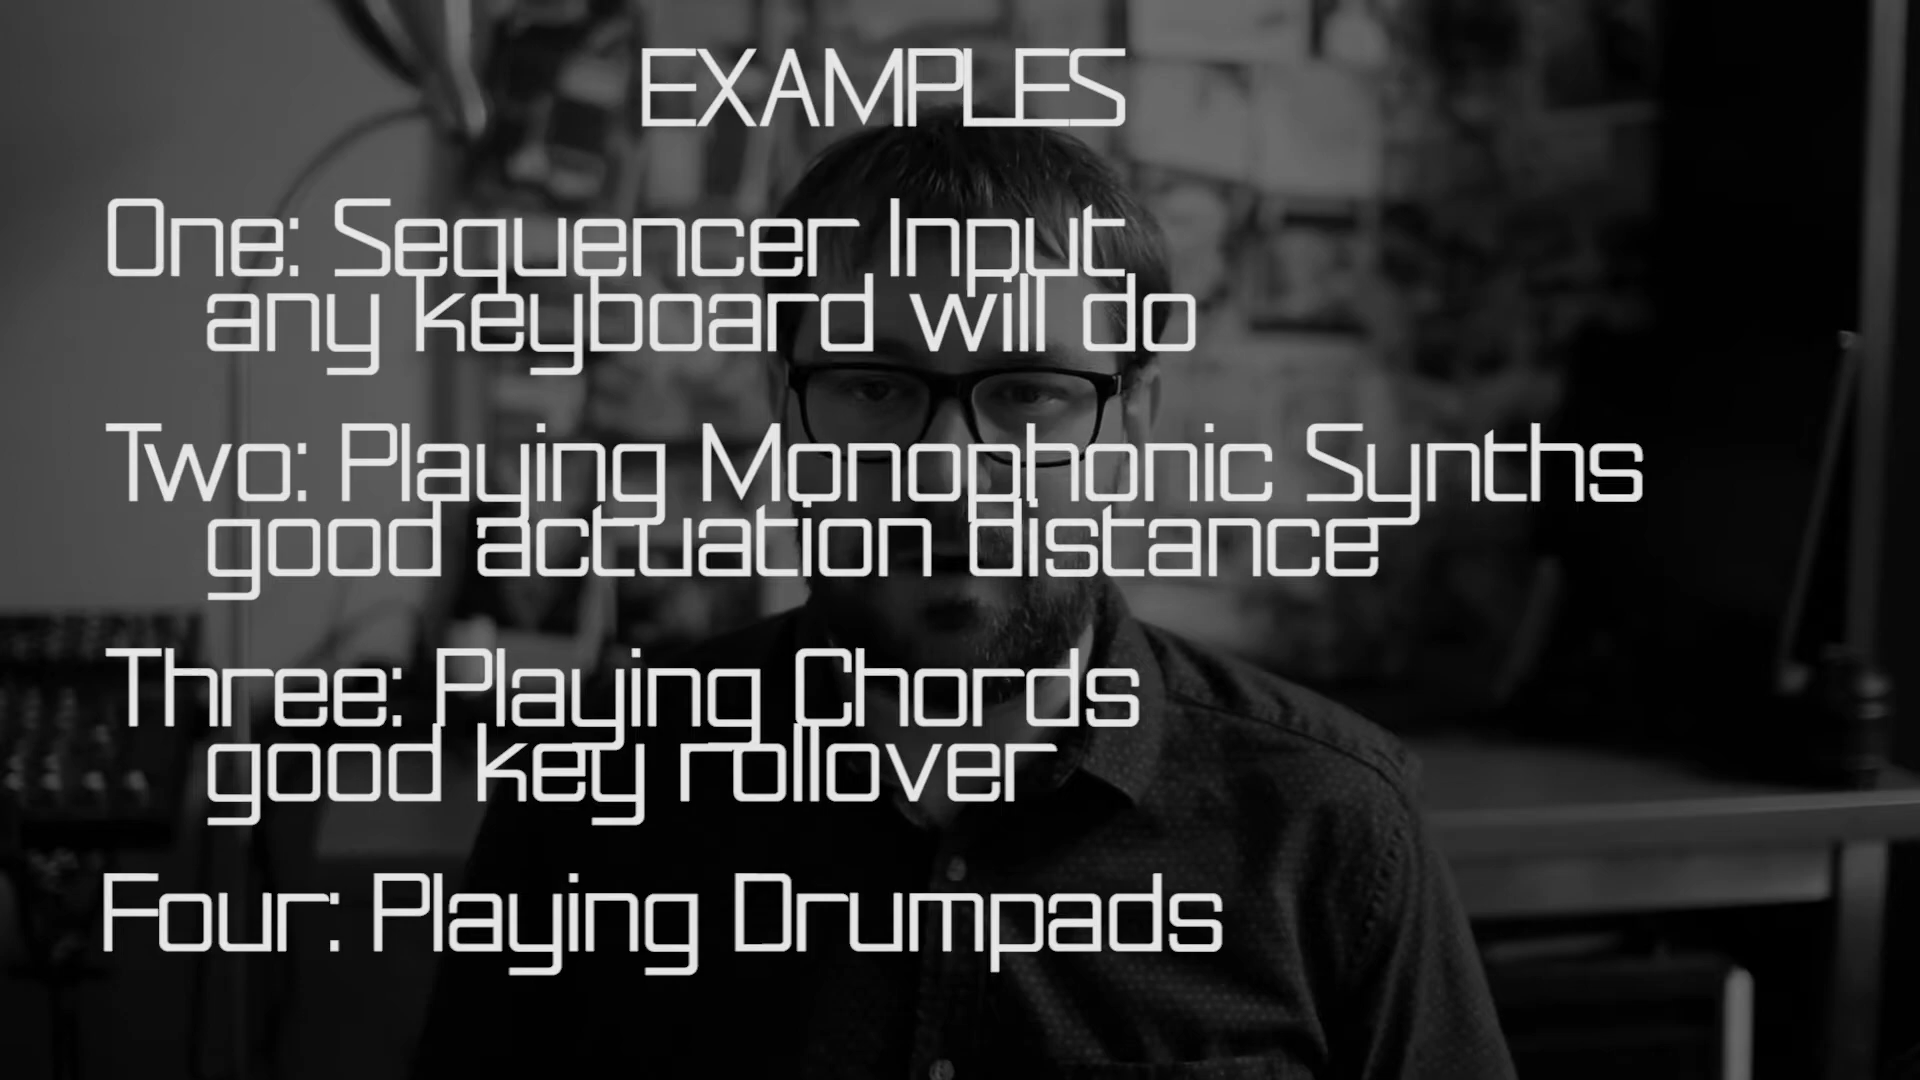 EXAMPLES
One: Sequencer Input
any keyboard will do
Two: Playing Monophonic Synths
good actuation distance
Three: Playing Chords
good key rollover
Four: Playing Drumpads